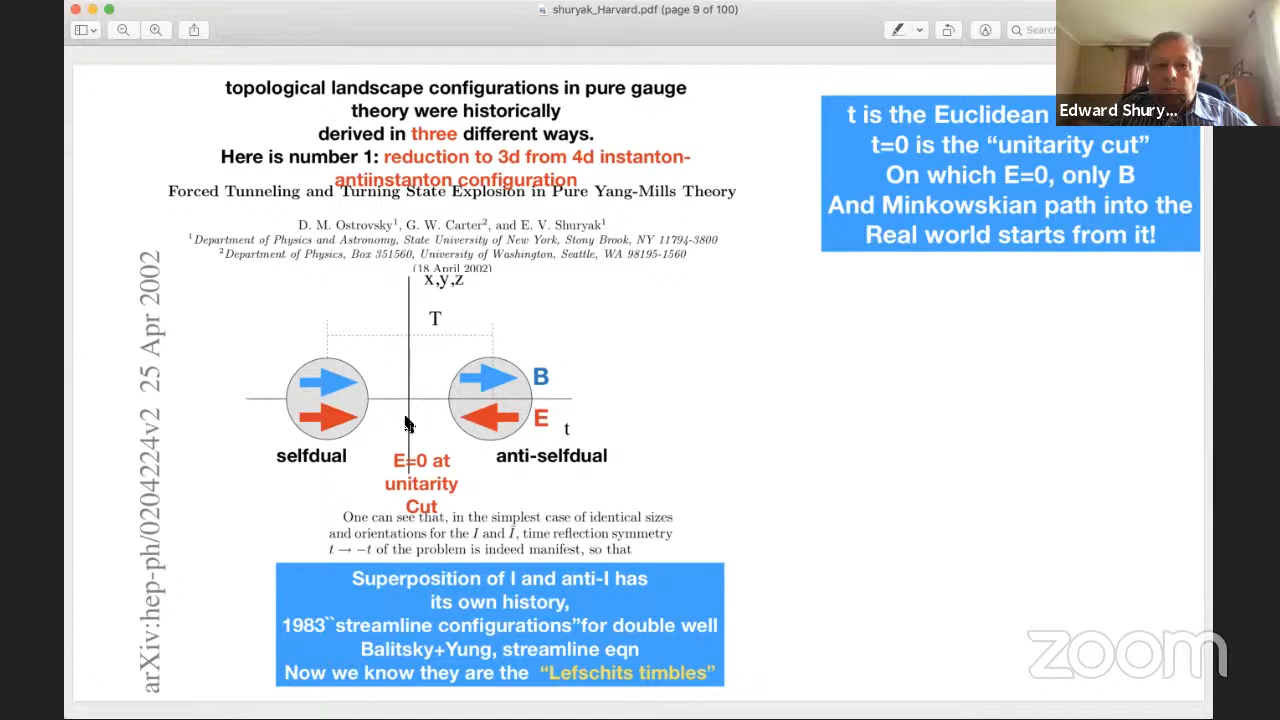 shuryak_Harvard.pdf (page 9 of 100)
Search
Edward Shury...
topological landscape configurations in pure gauge
theory were historically
derived in three different ways.
Here is number 1: reduction to 3d from 4d instanton-
antiinstanton configuration
Forced Tunneling and Turning State Explosion in Pure Yang-Mills Theory
D. M. Ostrovsky¹, G. W. Carter², and E. V. Shuryak¹
¹Department of Physics and Astronomy, State University of New York, Stony Brook, NY 11794-3800
²Department of Physics, Box 351560, University of Washington, Seattle, WA 98195-1560
(18 April 2002)
t is the Euclidean
t=0 is the “unitarity cut”
On which E=0, only B
And Minkowskian path into the
Real world starts from it!
arXiv:hep-ph/0204224v2 25 Apr 2002
x,y,z
T
B
E
t
selfdual
anti-selfdual
E=0 at
unitarity
Cut
One can see that, in the simplest case of identical sizes
and orientations for the I and Ī, time reflection symmetry
t → −t of the problem is indeed manifest, so that
Superposition of I and anti-I has
its own history,
1983``streamline configurations”for double well
Balitsky+Yung, streamline eqn
Now we know they are the “Lefschits timbles”
zoom